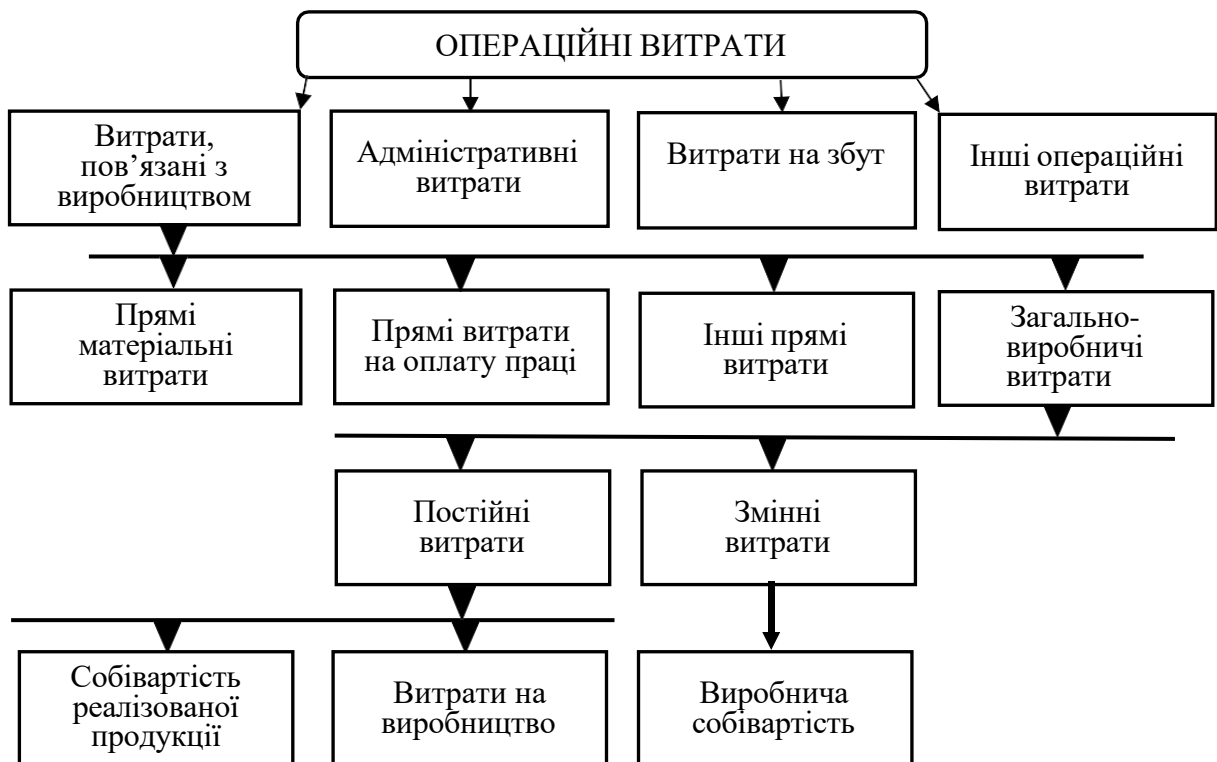 ОПЕРАЦІЙНІ ВИТРАТИ
Витрати,
пов’язані з
виробництвом
Адміністративні
витрати
Витрати на збут
Інші операційні
витрати
Прямі
матеріальні
витрати
Прямі витрати
на оплату праці
Інші прямі
витрати
Загально-
виробничі
витрати
Постійні
витрати
Змінні
витрати
Собівартість
реалізованої
продукції
Витрати на
виробництво
Виробнича
собівартість